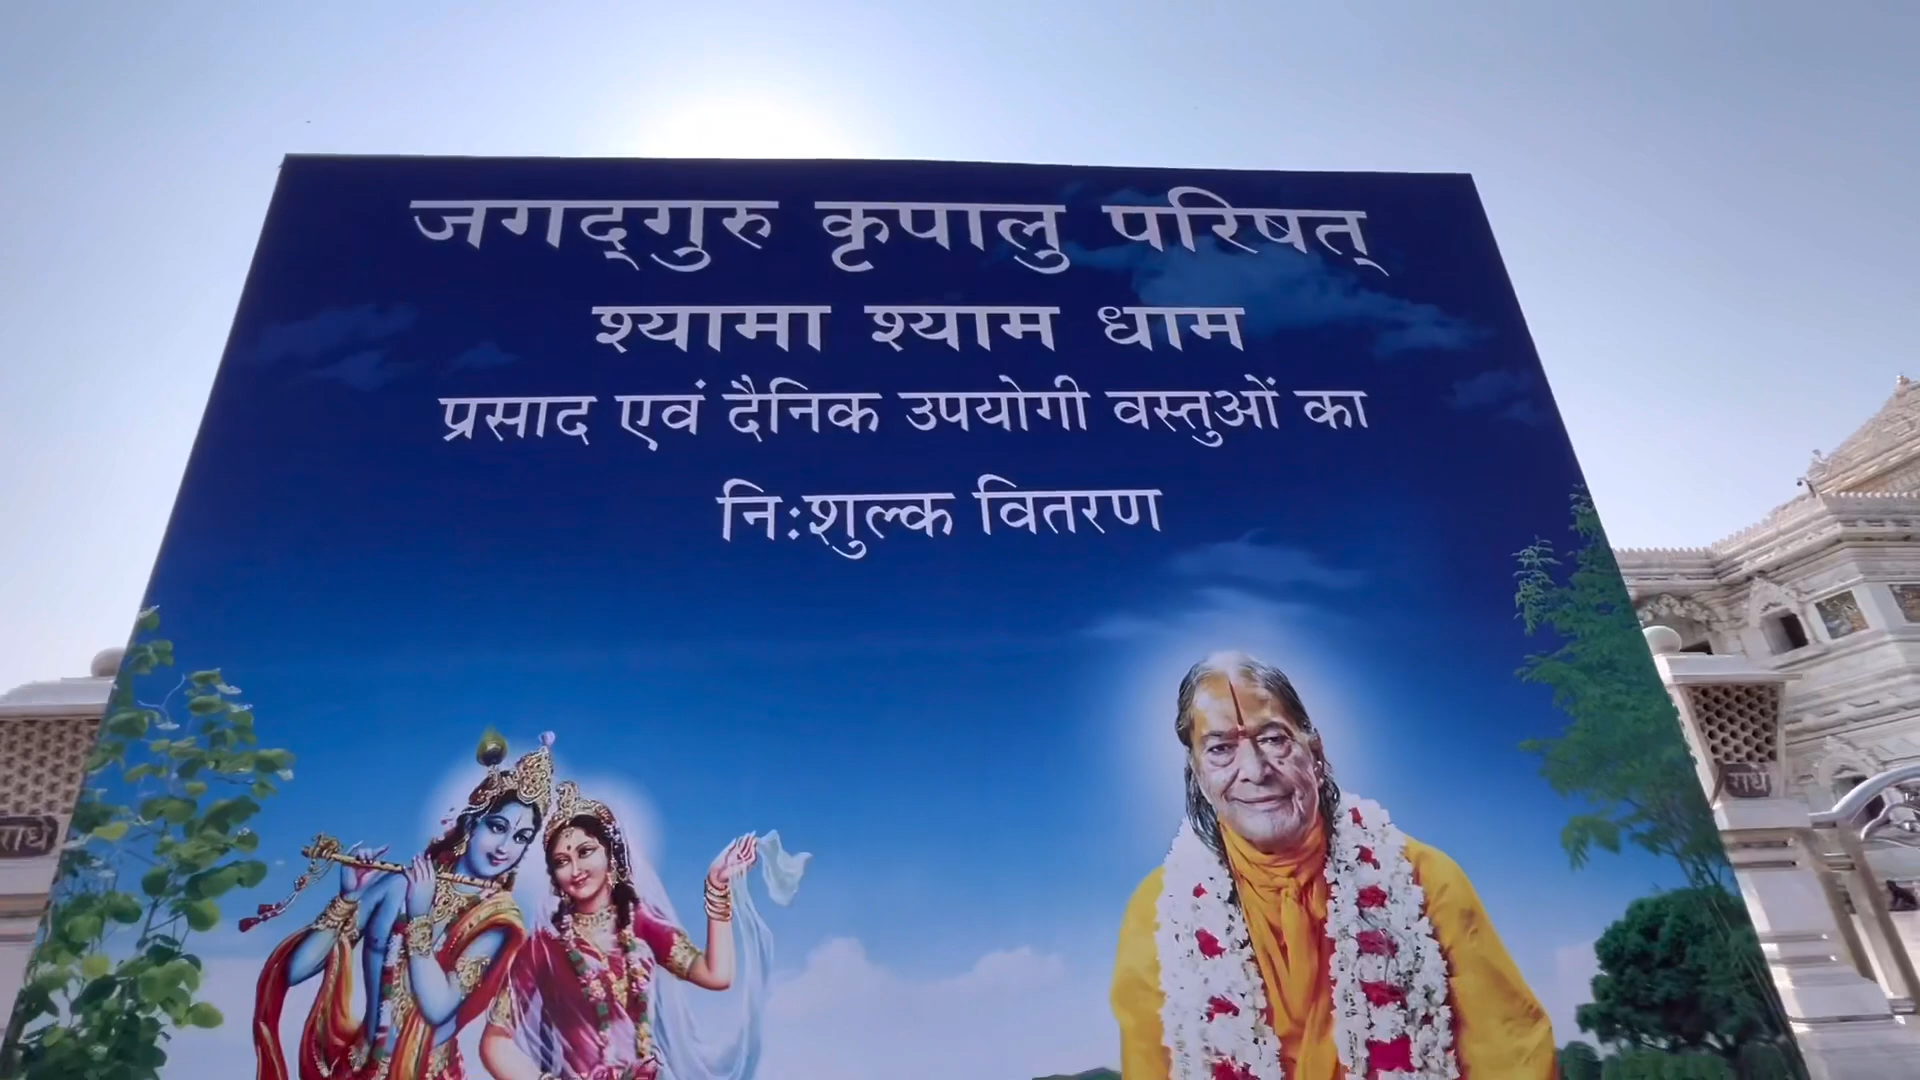 जगद्‌गुरु कृपालु परिषत्
श्यामा श्याम धाम
प्रसाद एवं दैनिक उपयोगी वस्तुओं का
नि:शुल्क वितरण
राधे
राधे